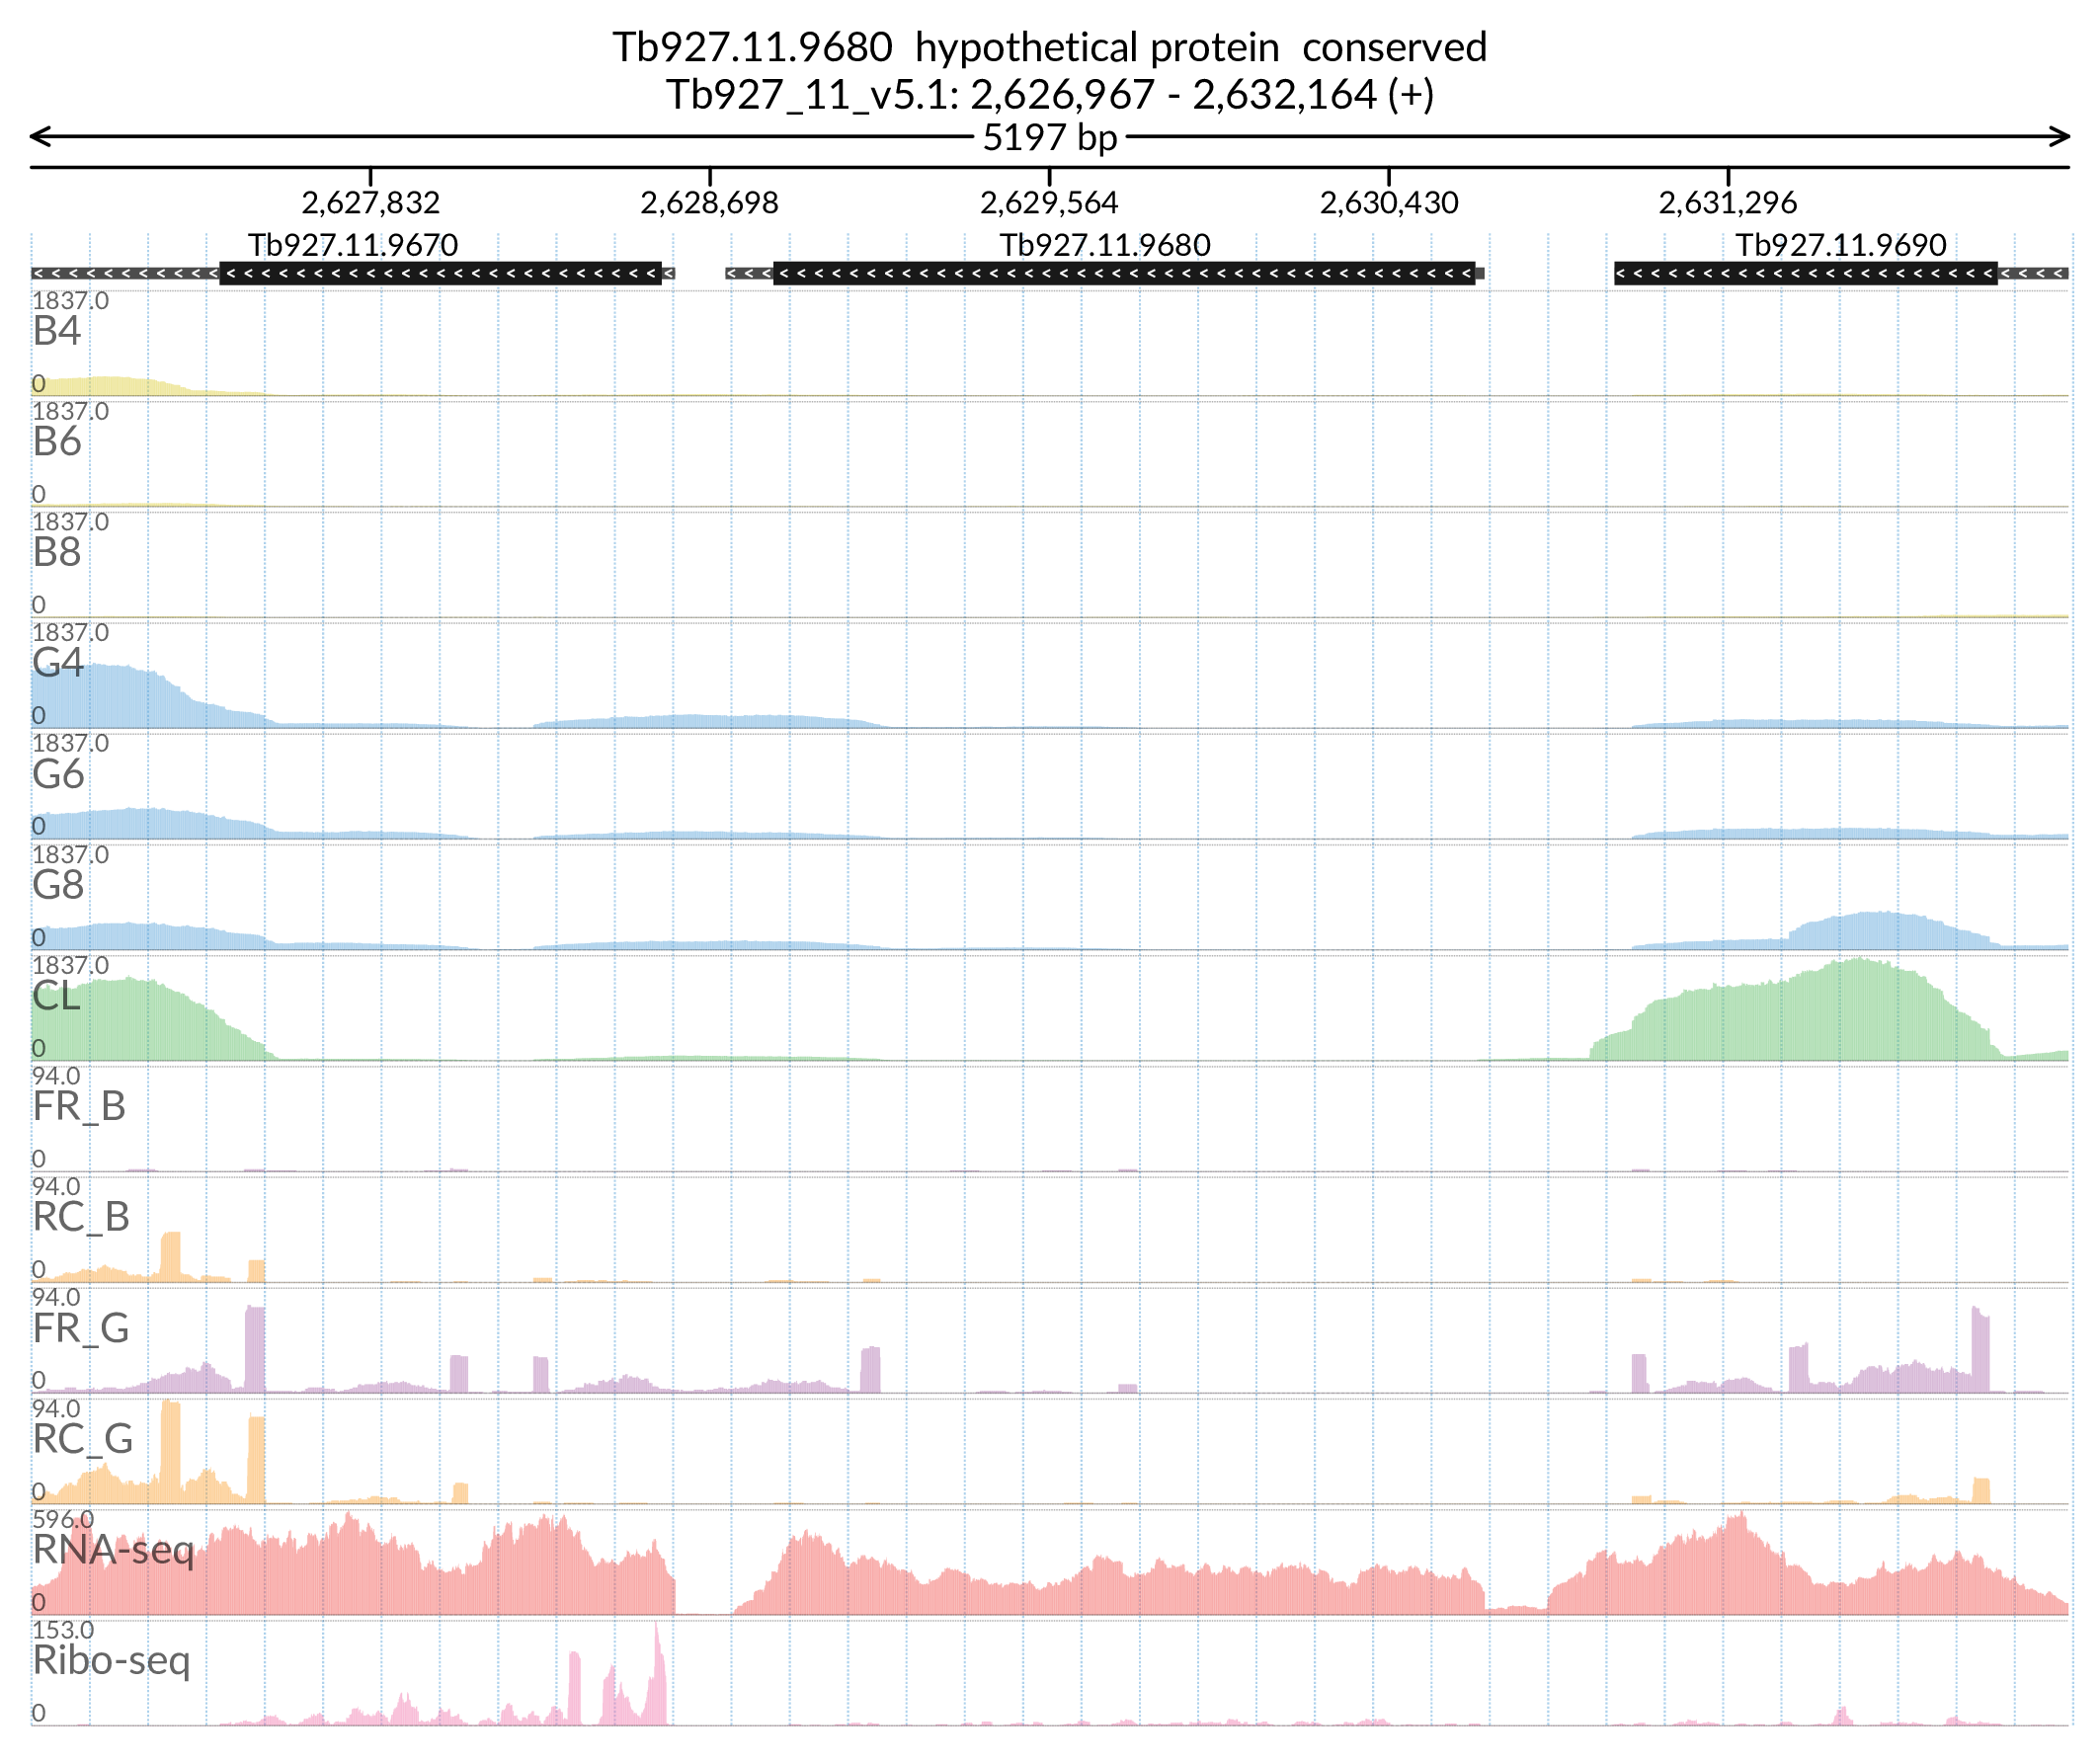 Tb927.11.9680 hypothetical protein conserved
Tb927_11_v5.1: 2,626,967 - 2,632,164 (+)
5197 bp
2,627,832 2,628,698 2,629,564 2,630,430 2,631,296
Tb927.11.9670 Tb927.11.9680 Tb927.11.9690
1837.0
B4
0
1837.0
B6
0
1837.0
B8
0
1837.0
G4
0
1837.0
G6
0
1837.0
G8
0
1837.0
CL
0
94.0
FR_B
0
94.0
RC_B
0
94.0
FR_G
0
94.0
RC_G
0
596.0
RNA-seq
0
153.0
Ribo-seq
0